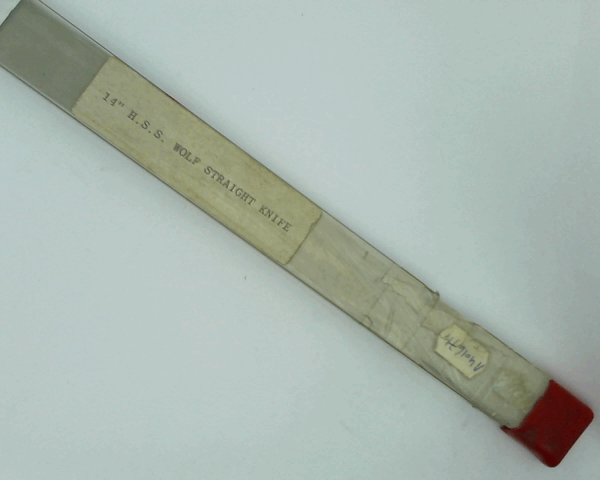 14" H.S.S. WOLF STRAIGHT KNIFE